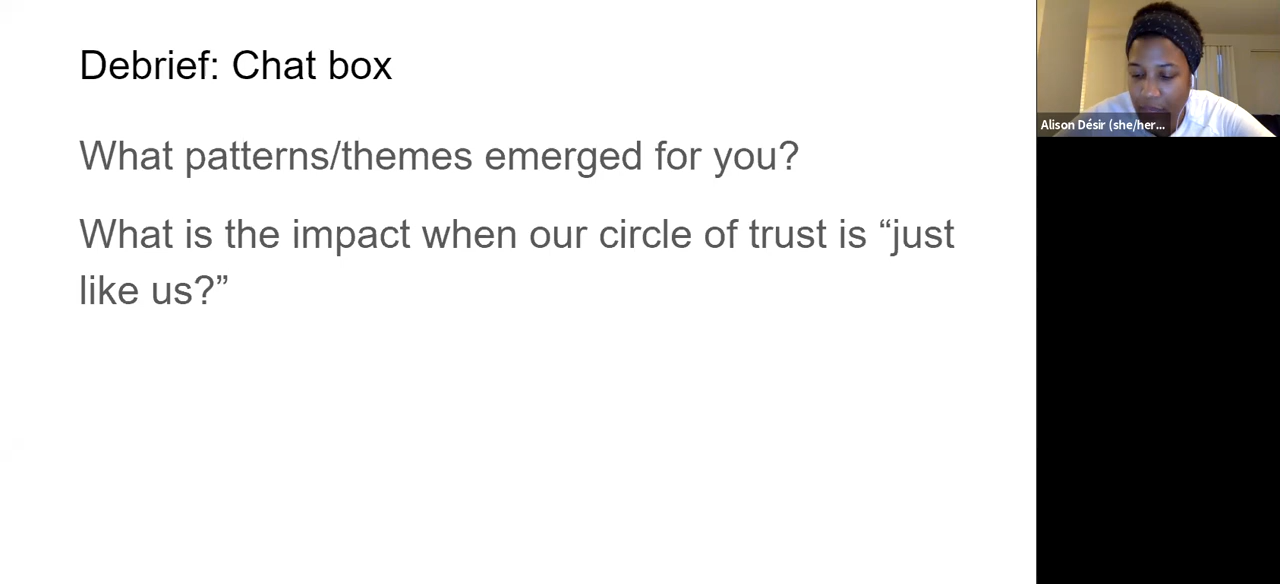 Debrief: Chat box
What patterns/themes emerged for you?
What is the impact when our circle of trust is “just
like us?”
Alison Désir (she/her...